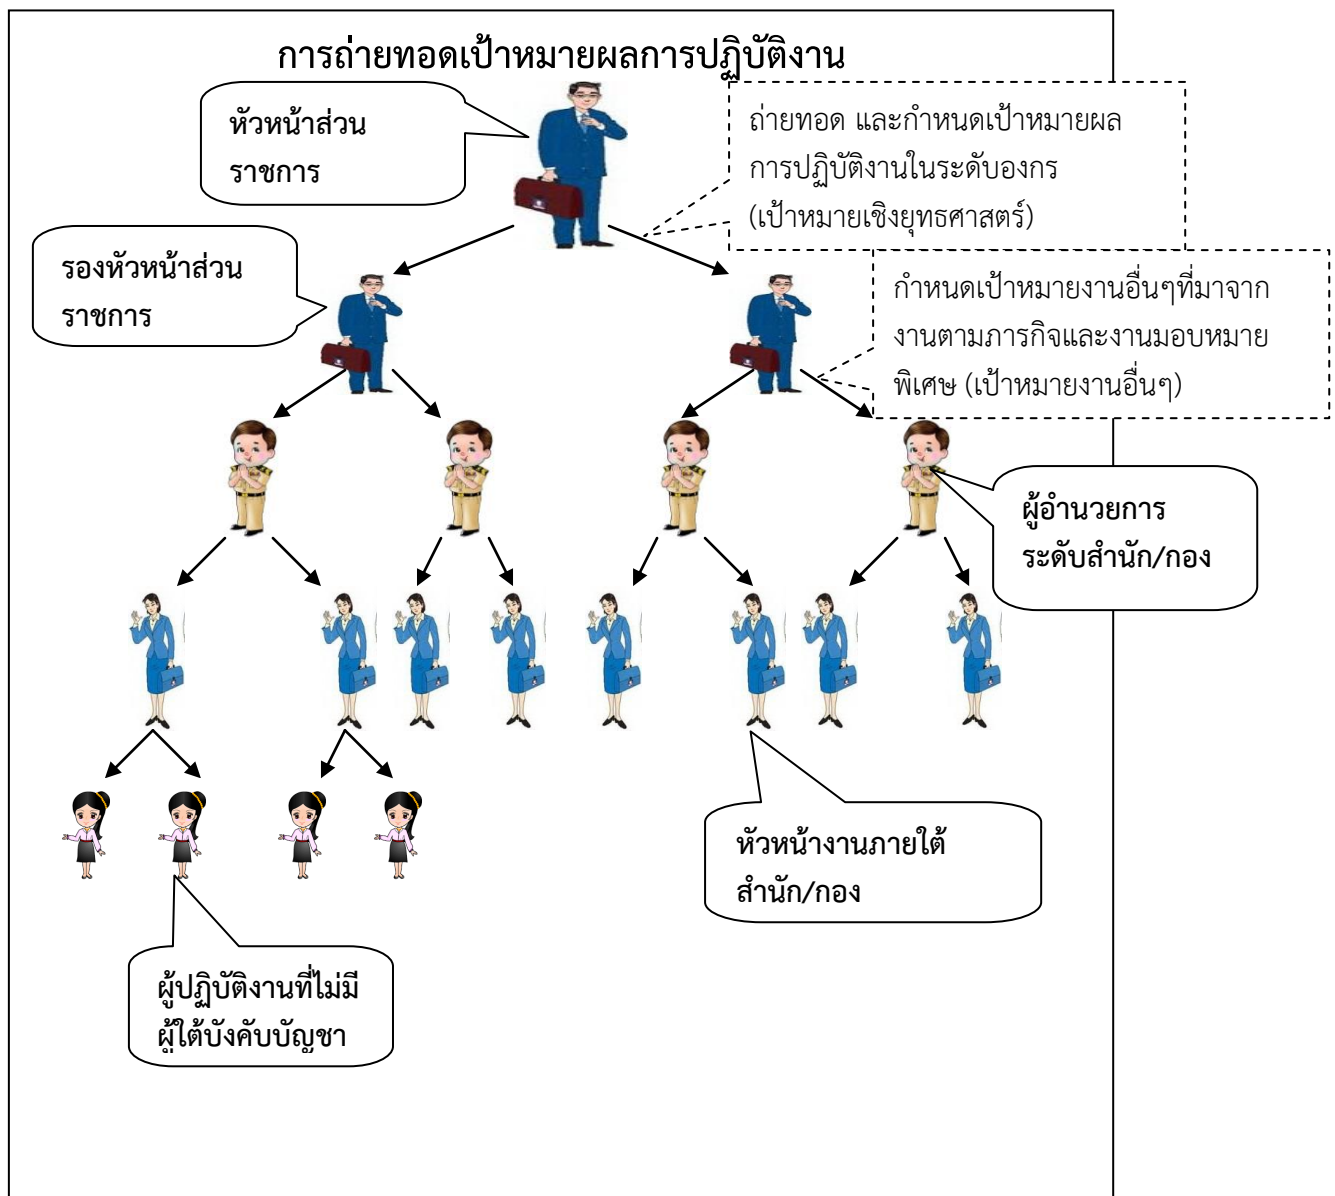 การถ่ายทอดเป้าหมายผลการปฏิบัติงาน
หัวหน้าส่วน
ราชการ
ถ่ายทอด และกำหนดเป้าหมายผล
การปฏิบัติงานในระดับองกร
(เป้าหมายเชิงยุทธศาสตร์)
รองหัวหน้าส่วน
ราชการ
กำหนดเป้าหมายงานอื่นๆที่มาจาก
งานตามภารกิจและงานมอบหมาย
พิเศษ (เป้าหมายงานอื่นๆ)
ผู้อำนวยการ
ระดับสำนัก/กอง
หัวหน้างานภายใต้
สำนัก/กอง
ผู้ปฏิบัติงานที่ไม่มี
ผู้ใต้บังคับบัญชา